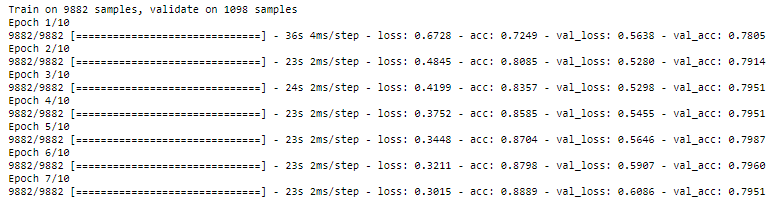 Train on 9882 samples, validate on 1098 samples
Epoch 1/10
9882/9882 [==============================] - 36s 4ms/step - loss: 0.6728 - acc: 0.7249 - val_loss: 0.5638 - val_acc: 0.7805
Epoch 2/10
9882/9882 [==============================] - 23s 2ms/step - loss: 0.4845 - acc: 0.8085 - val_loss: 0.5280 - val_acc: 0.7914
Epoch 3/10
9882/9882 [==============================] - 24s 2ms/step - loss: 0.4199 - acc: 0.8357 - val_loss: 0.5298 - val_acc: 0.7951
Epoch 4/10
9882/9882 [==============================] - 23s 2ms/step - loss: 0.3752 - acc: 0.8585 - val_loss: 0.5455 - val_acc: 0.7951
Epoch 5/10
9882/9882 [==============================] - 23s 2ms/step - loss: 0.3448 - acc: 0.8704 - val_loss: 0.5646 - val_acc: 0.7987
Epoch 6/10
9882/9882 [==============================] - 23s 2ms/step - loss: 0.3211 - acc: 0.8798 - val_loss: 0.5907 - val_acc: 0.7960
Epoch 7/10
9882/9882 [==============================] - 23s 2ms/step - loss: 0.3015 - acc: 0.8889 - val_loss: 0.6086 - val_acc: 0.7951